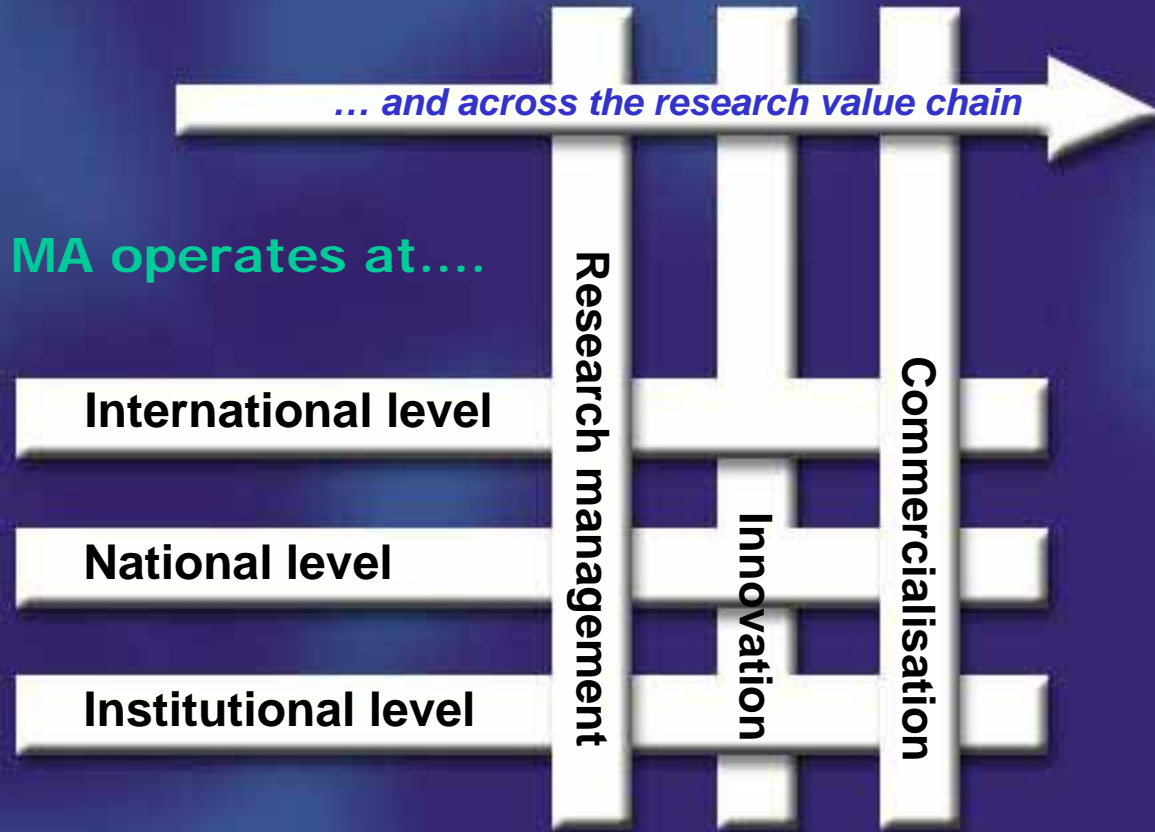 … and across the research value chain
MA operates at....
International level
National level
Institutional level
Research management
Innovation
Commercialisation